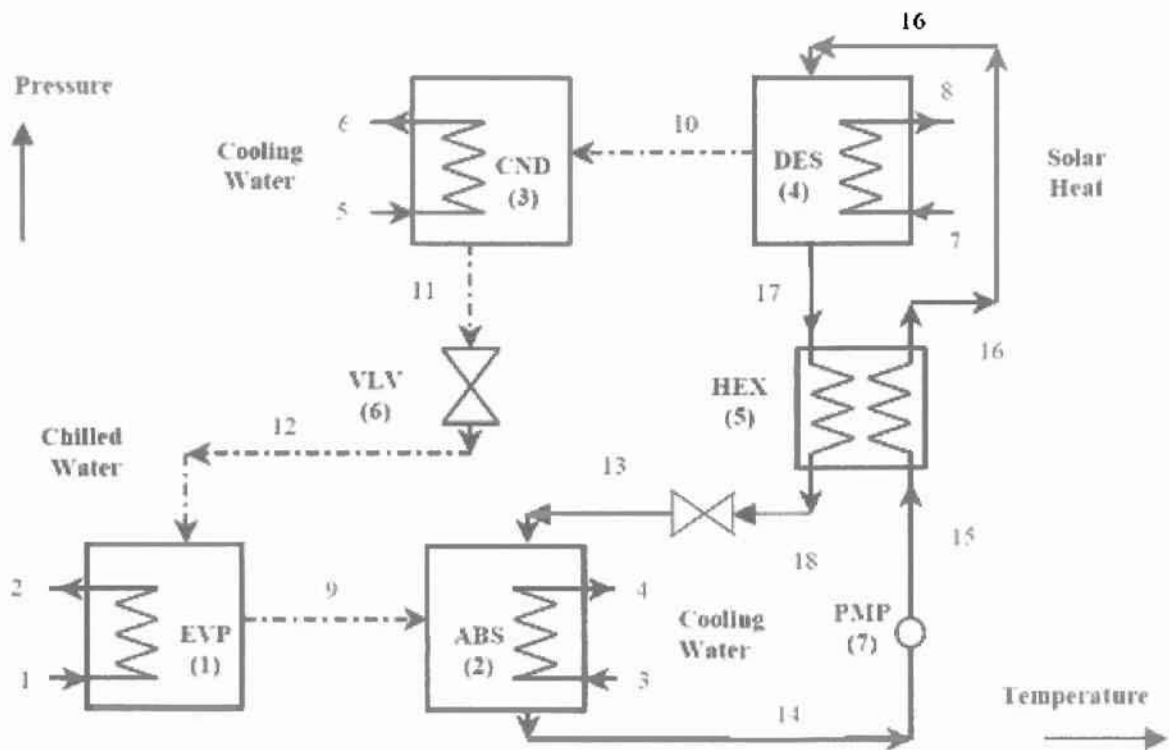 16
Pressure
6
Cooling
Water
5
CND
(3)
10
DES
(4)
8
7
Solar
Heat
11
17
16
VLV
(6)
HEX
(5)
12
Chilled
Water
13
18
15
2
EVP
(1)
1
9
ABS
(2)
4
3
Cooling
Water
PMP
(7)
14
Temperature